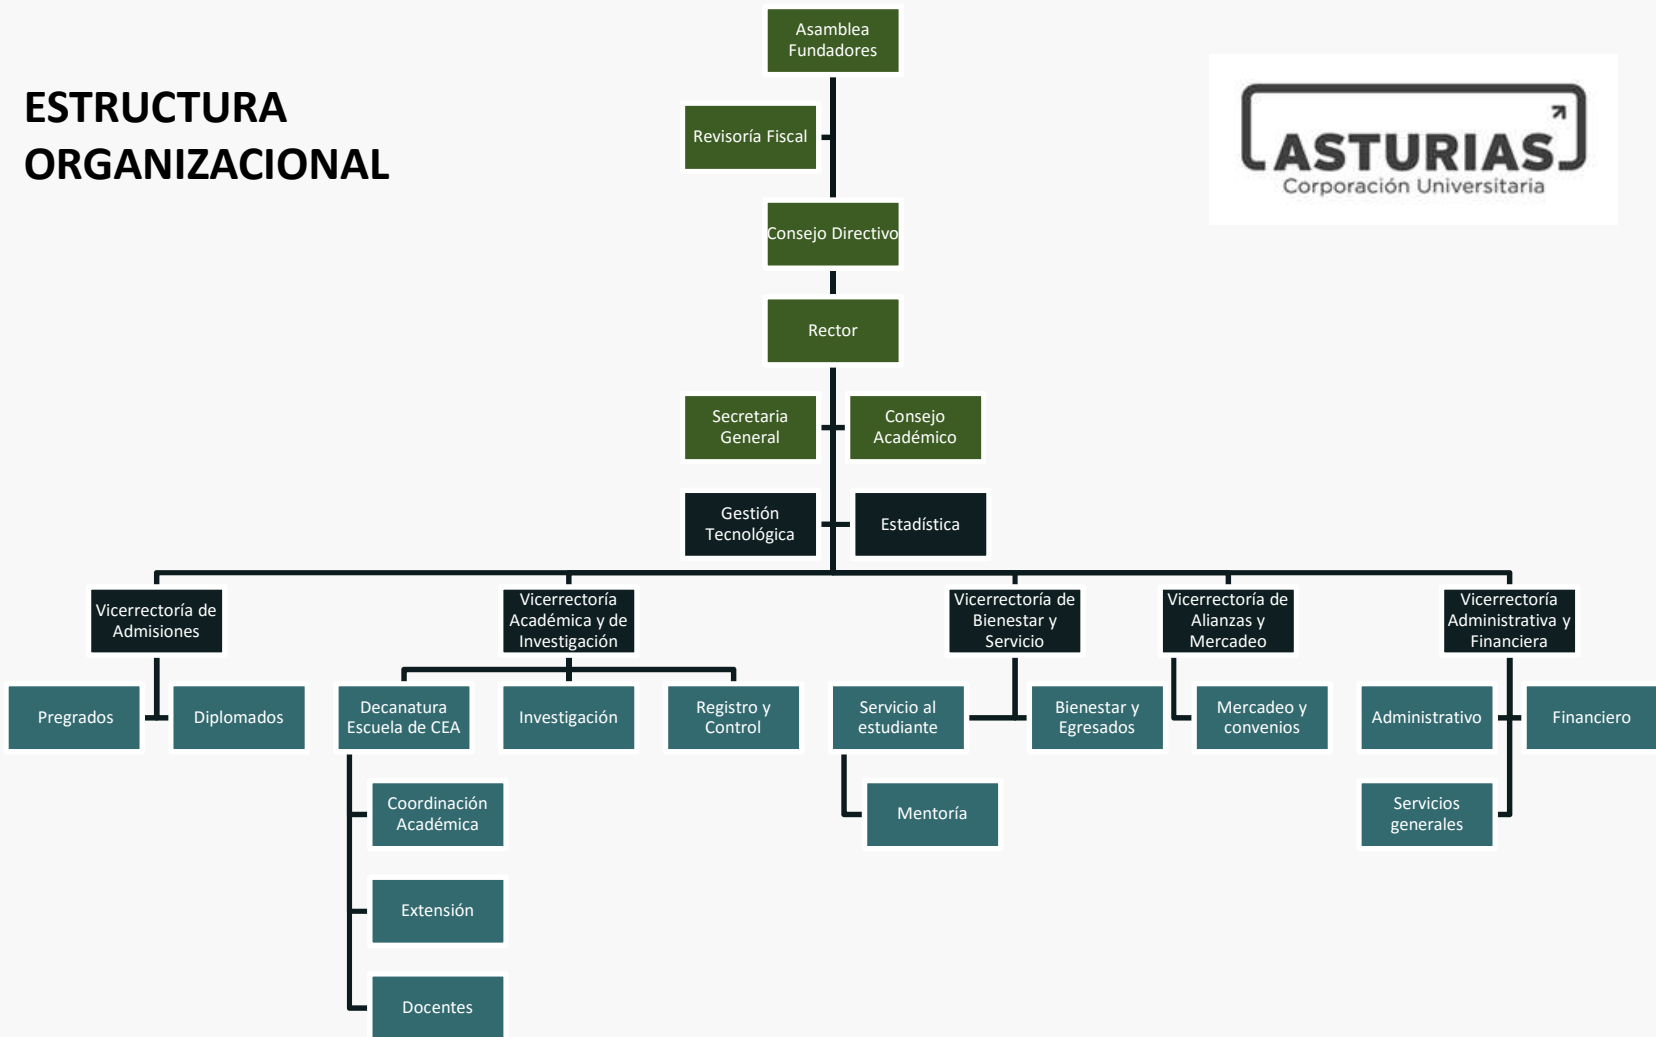 ESTRUCTURA
ORGANIZACIONAL
ASTURIAS
Corporación Universitaria
Asamblea
Fundadores
Revisoría Fiscal
Consejo Directivo
Rector
Secretaria
General
Consejo
Académico
Gestión
Tecnológica
Estadística
Vicerrectoría de
Admisiones
Vicerrectoría
Académica y de
Investigación
Vicerrectoría de
Bienestar y
Servicio
Vicerrectoría de
Alianzas y
Mercadeo
Vicerrectoría
Administrativa y
Financiera
Pregrados
Diplomados
Decanatura
Escuela de CEA
Investigación
Registro y
Control
Servicio al
estudiante
Bienestar y
Egresados
Mercadeo y
convenios
Administrativo
Financiero
Coordinación
Académica
Mentoría
Servicios
generales
Extensión
Docentes